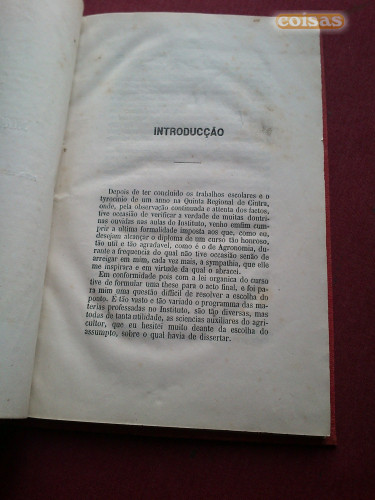 coisas
INTRODUCÇÃO
Depois de ter concluido os trabalhos escolares e o
tyrocinio de um anno na Quinta Regional de Cintra,
onde, pela observação continuada e attenta dos factos,
tive occasião de verificar a verdade de muitas doutri-
nas ouvidas nas aulas do Instituto, venho emfim cum-
prir a ultima formalidade imposta aos que, como eu,
desejam alcançar o diploma de um curso tão honroso,
tão util e tão agradavel, como é o de Agronomia, du-
rante a frequencia do qual não tive occasião senão de
arreigar em mim, cada vez mais, a sympathia, que elle
me inspirara e em virtude da qual o abracei.
Em conformidade pois com a lei organica do curso
tive de formular uma these para o acto final, e foi pa-
ra mim uma questão difficil de resolver a escolha do
ponto. E tão vasto e tão variado o programma das ma-
terias professadas no Instituto, são tão diversas, mas
todas de tanta utilidade, as sciencias auxiliares do agri-
cultor, que eu hesitei muito deante da escolha do
assumpto, sobre o qual havia de dissertar.